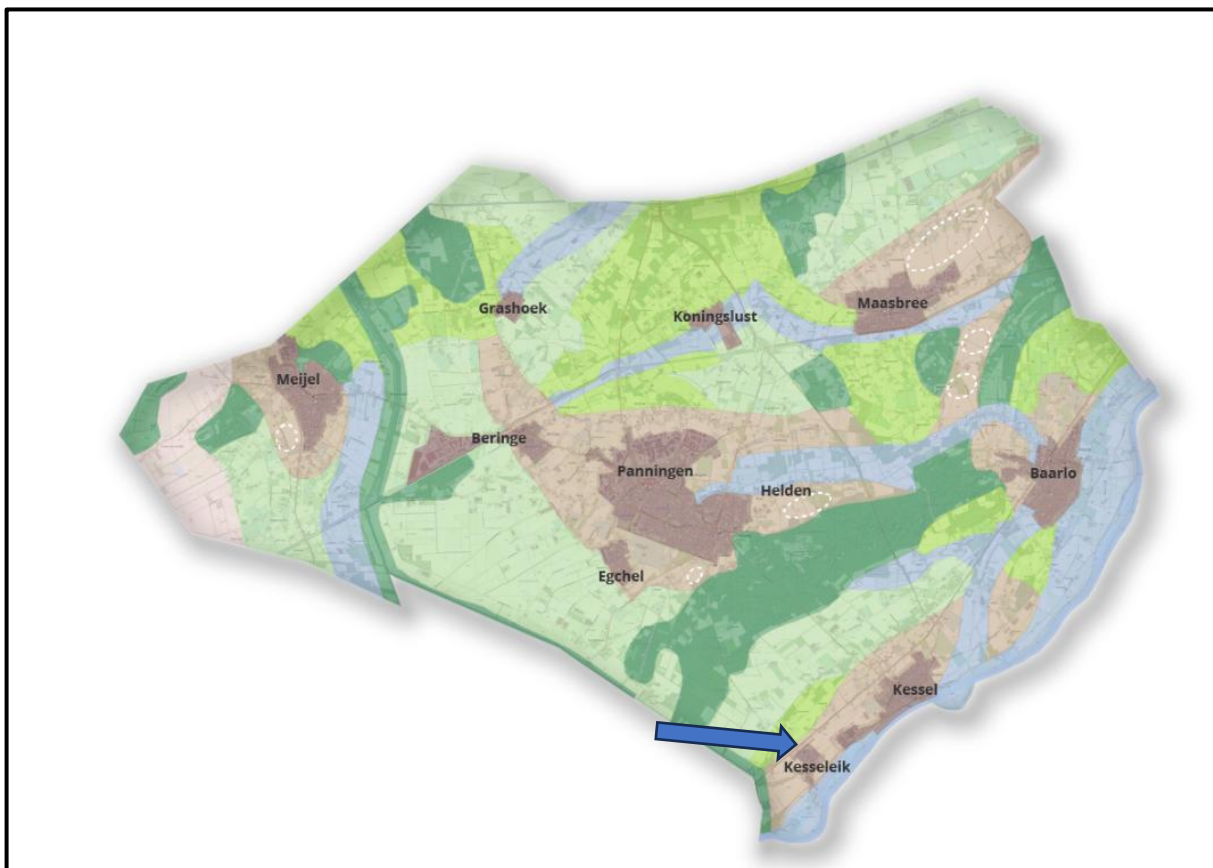 Maasbree
Grashoek
Koningslust
Meijel
Beringe
Panningen
Baarlo
Helden
Egchel
Kessel
Kesseleik